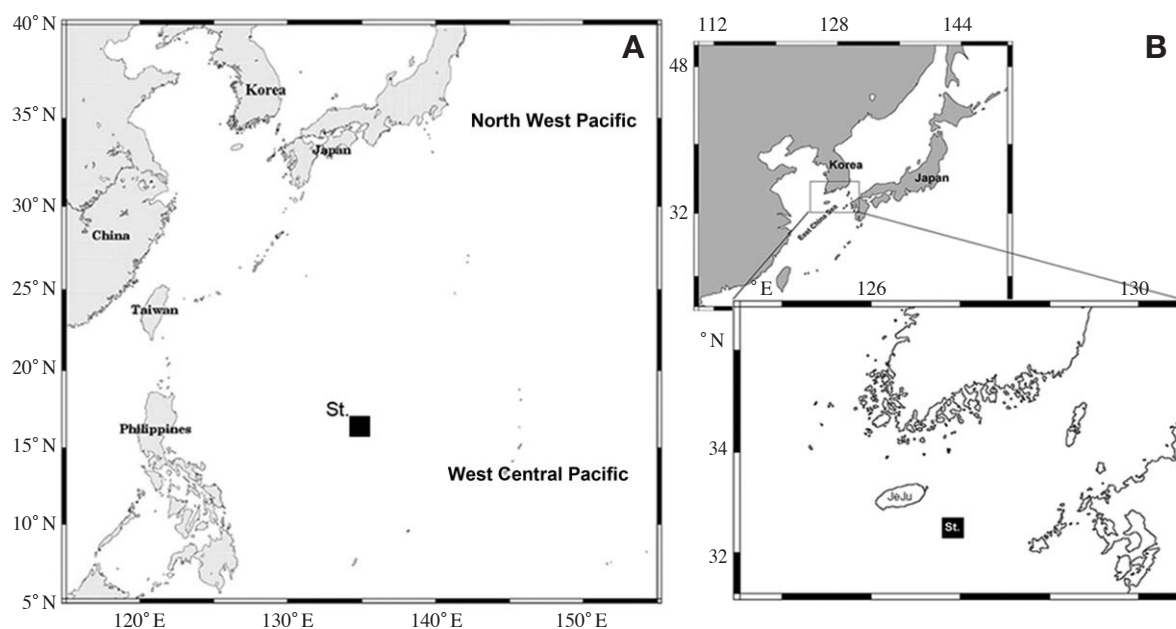 A
40°N
35°N
30°N
25°N
20°N
15°N
10°N
5°N
120°E
130°E
140°E
150°E
Korea
Japan
China
Taiwan
Philippines
North West Pacific
St.
West Central Pacific
B
112
128
144
48
32
Korea
Japan
East China Sea
°E
126
130
°N
34
32
JeJu
St.